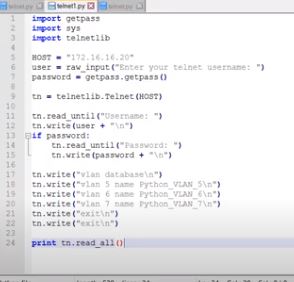 telnet.py telnet1.py telnet.py
1 import getpass
2 import sys
3 import telnetlib
4
5 HOST = "172.16.16.20"
6 user = raw_input("Enter your telnet username: ")
7 password = getpass.getpass()
8
9 tn = telnetlib.Telnet(HOST)
10
11 tn.read_until("Username: ")
12 tn.write(user + "\n")
13 if password:
14 tn.read_until("Password: ")
15 tn.write(password + "\n")
16
17 tn.write("vlan database\n")
18 tn.write("vlan 5 name Python_VLAN_5\n")
19 tn.write("vlan 6 name Python_VLAN_6\n")
20 tn.write("vlan 7 name Python_VLAN_7\n")
21 tn.write("exit\n")
22 tn.write("exit\n")
23
24 print tn.read_all()